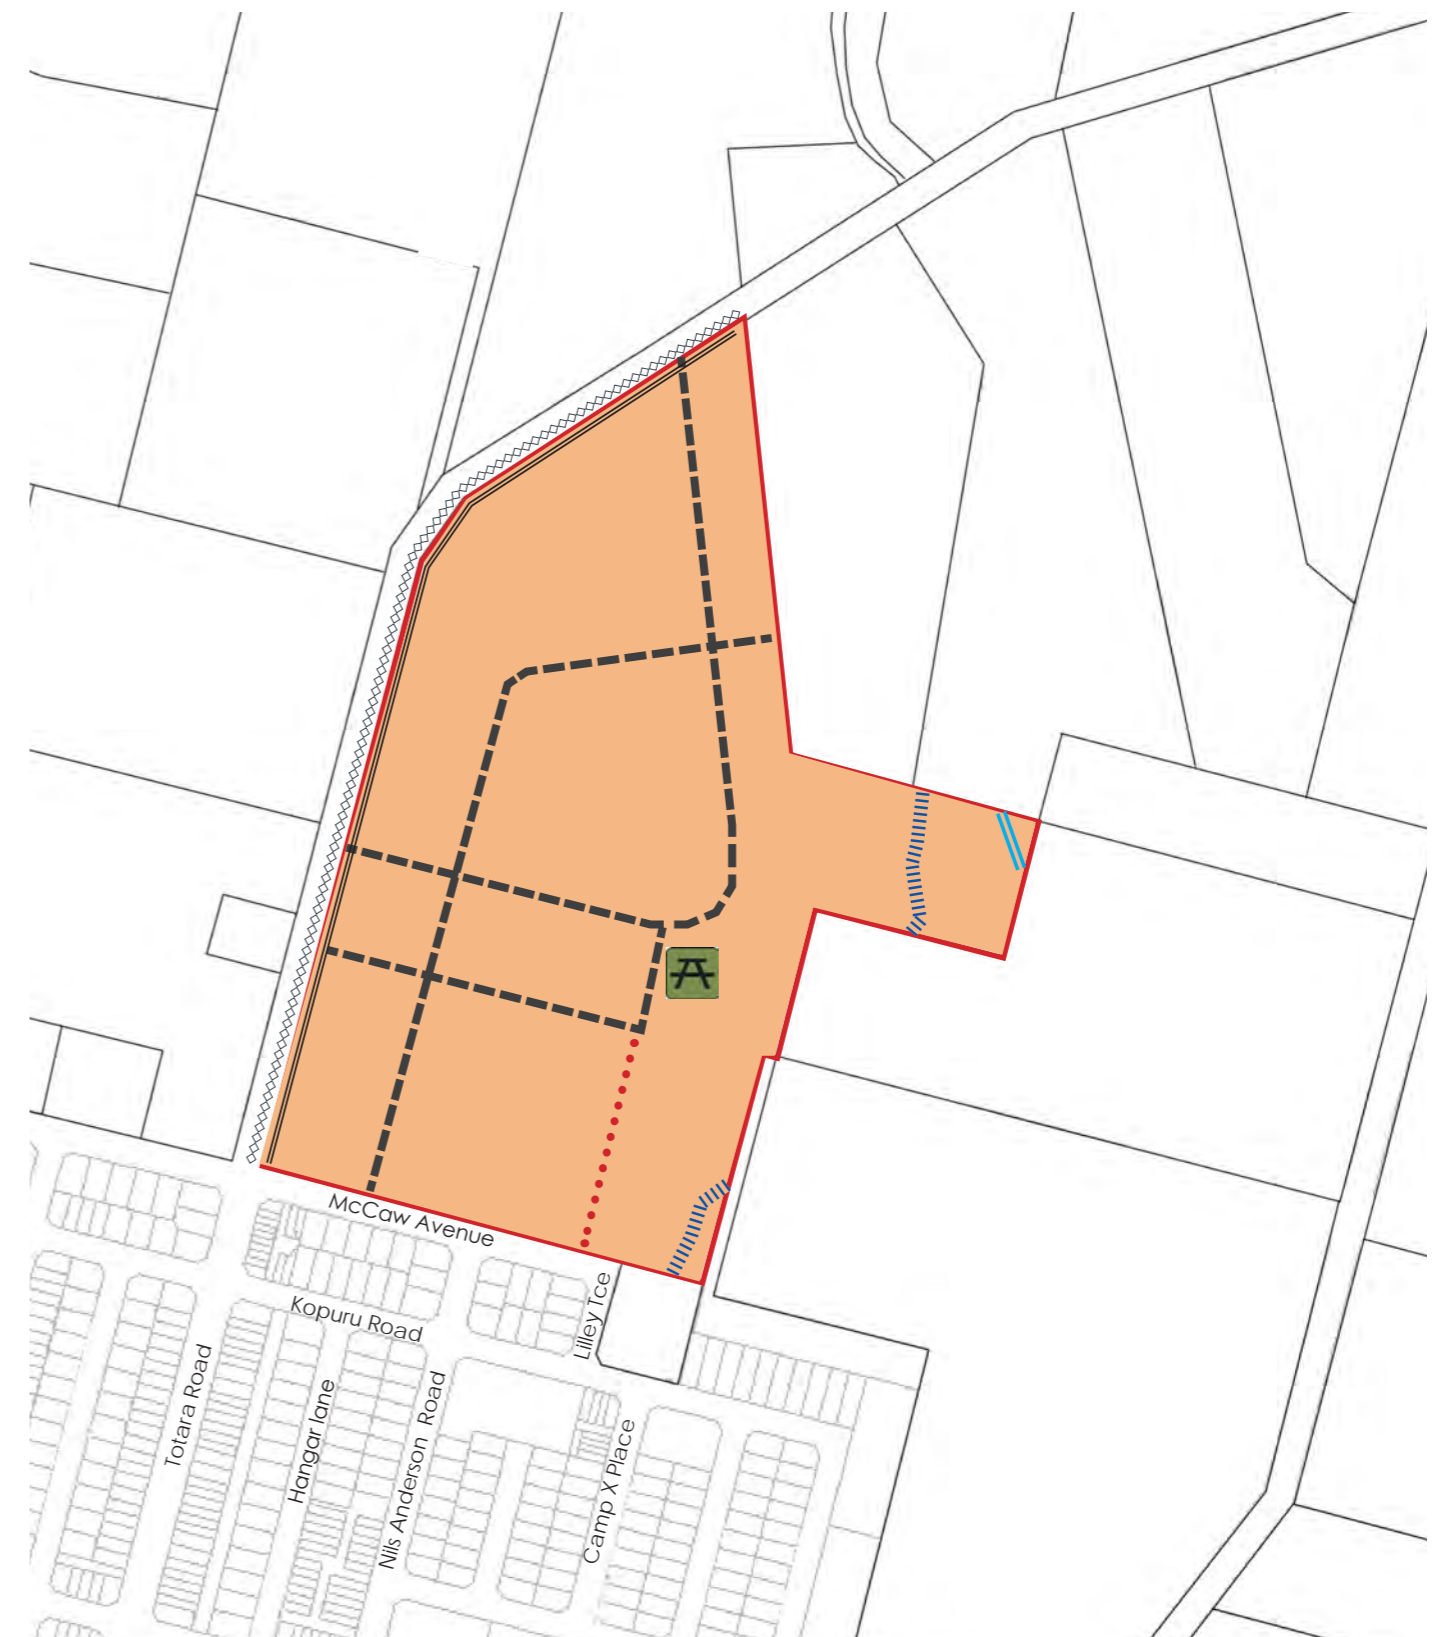 McCaw Avenue
Kopuru Road
Lilley Tce
Totara Road
Hangar lane
Nils Anderson Road
Camp X Place